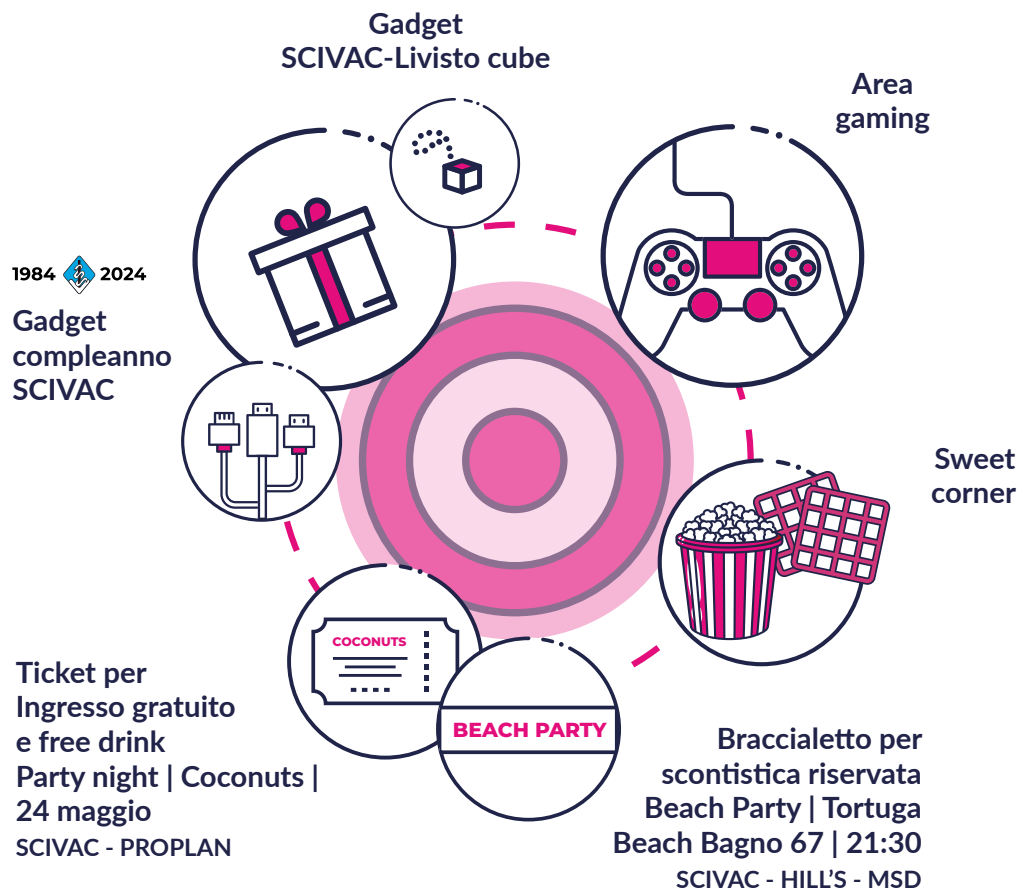 Gadget
SCIVAC-Livisto cube
Area
gaming
1984 2024
Gadget
compleanno
SCIVAC
Sweet
corner
COCONUTS
BEACH PARTY
Ticket per
Ingresso gratuito
e free drink
Party night | Coconuts |
24 maggio
SCIVAC - PROPLAN
Braccialetto per
scontistica riservata
Beach Party | Tortuga
Beach Bagno 67 | 21:30
SCIVAC - HILL'S - MSD